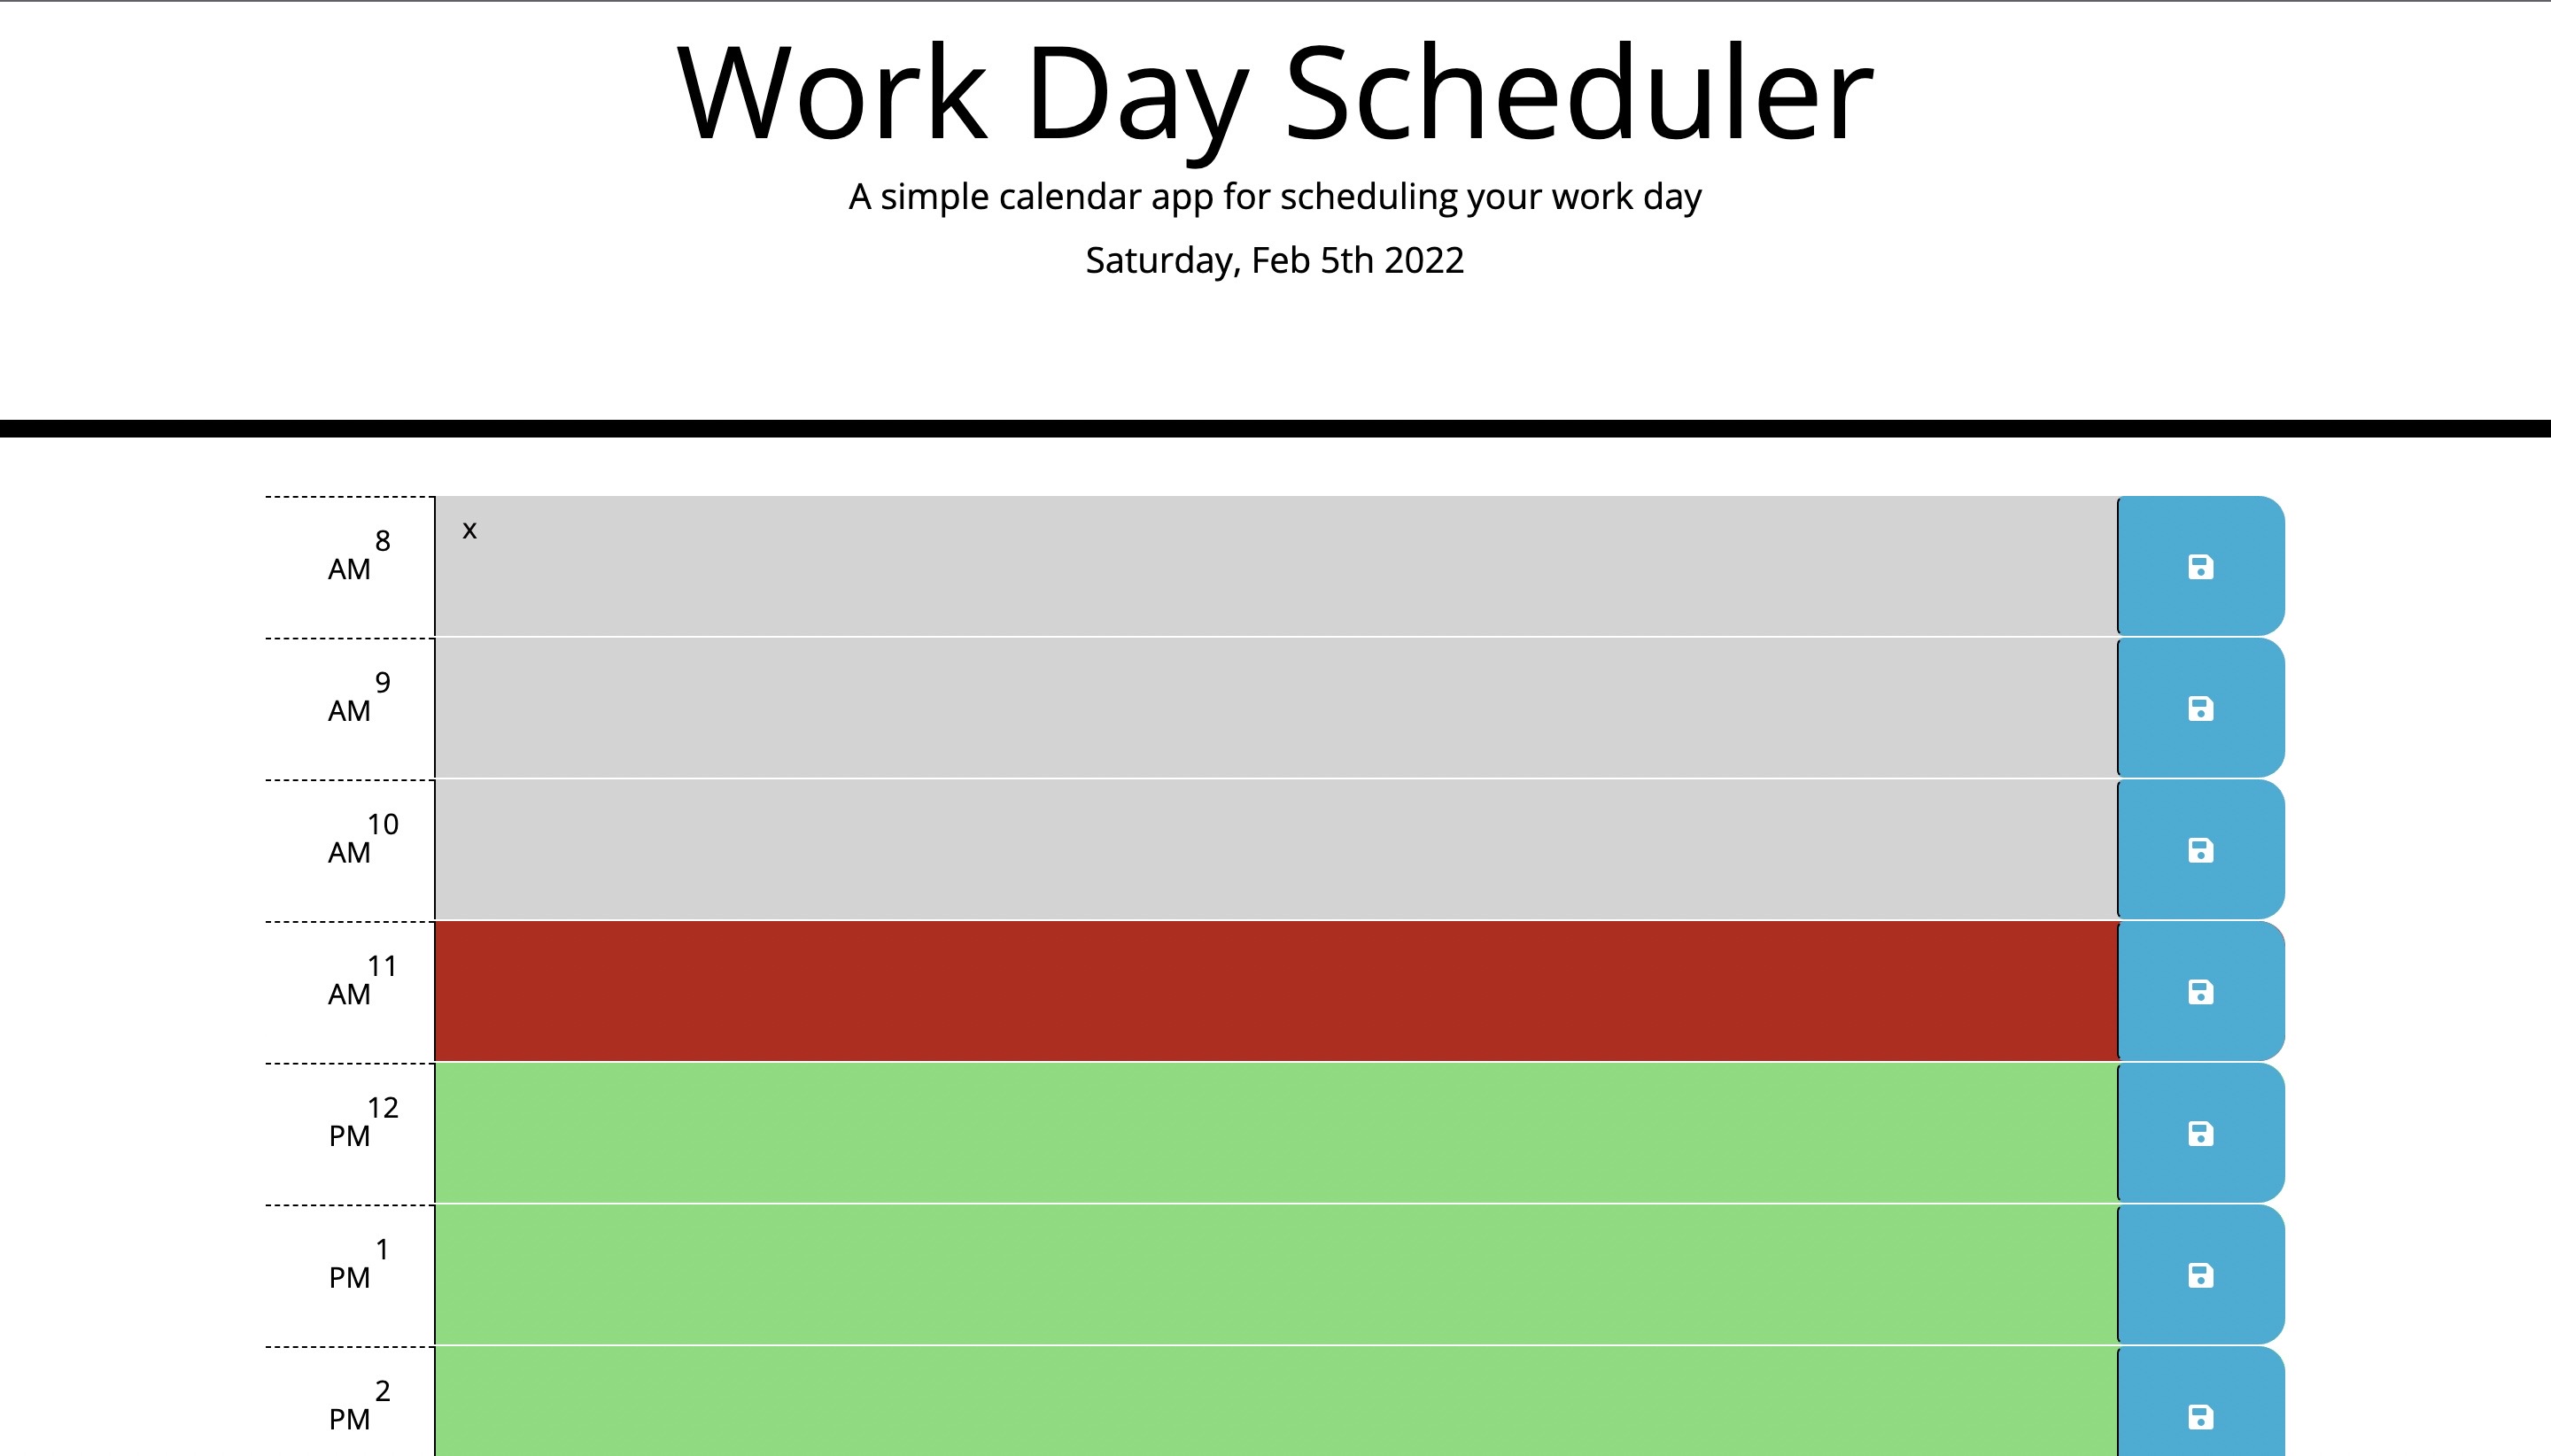 Work Day Scheduler
A simple calendar app for scheduling your work day
Saturday, Feb 5th 2022
8
AM
x
9
AM
10
AM
11
AM
12
PM
1
PM
2
PM